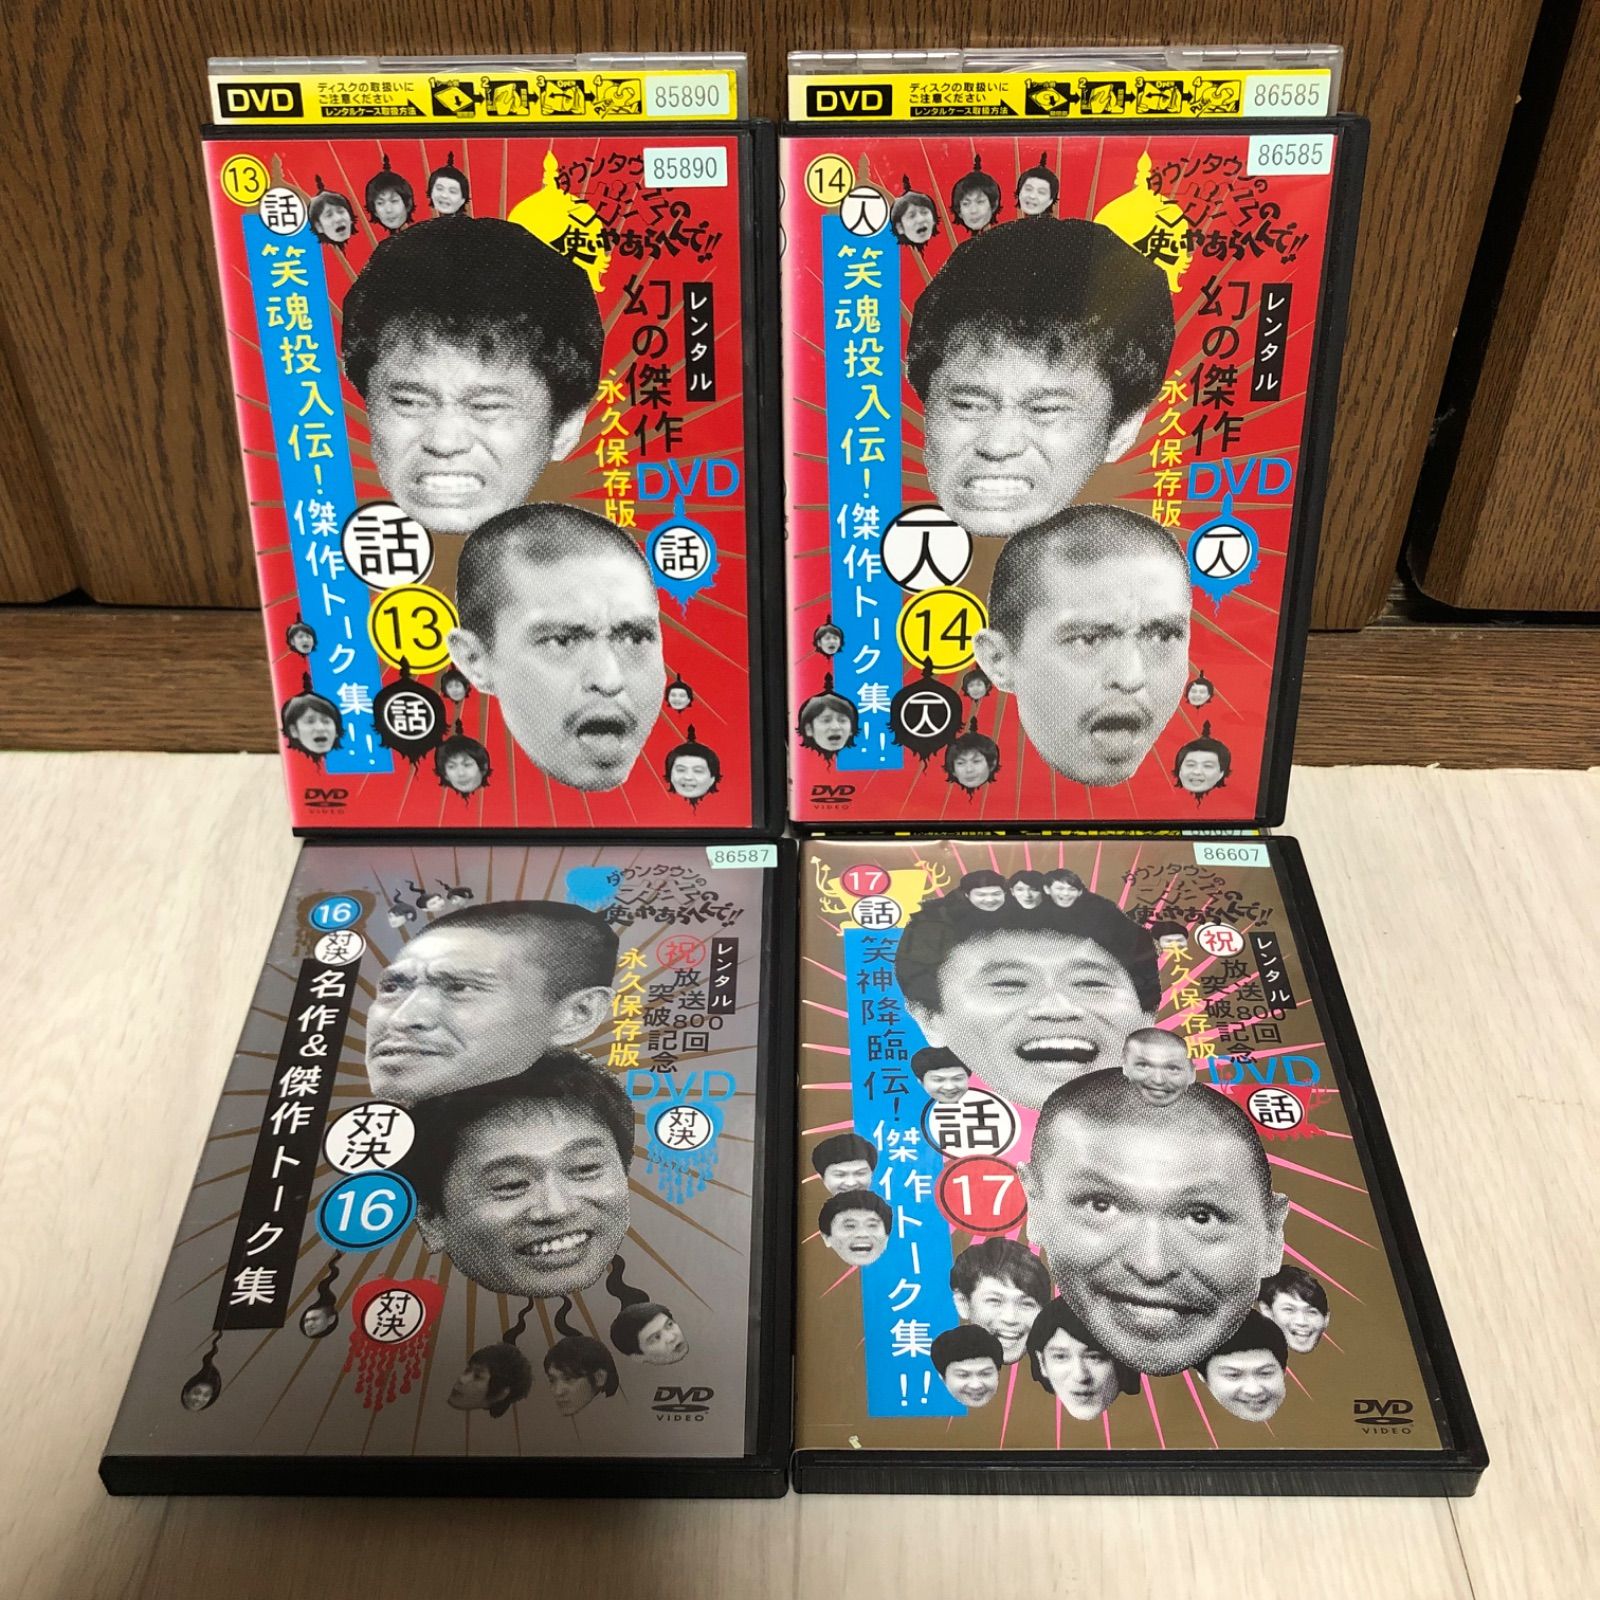 DVD
ディスクの取扱いに
ご注意ください
レンタルケース取扱方法
85890
85890
13
話
ダウンタウンの
ガキの
使いやあらへんで!!
レンタル
幻の傑作
DVD
永久保存版
話
笑魂投入伝!傑作トーク集!!
話
13
話
DVD
VIDEO
DVD
ディスクの取扱いに
ご注意ください
レンタルケース取扱方法
86585
86585
14
一人
ダウンタウンの
ガキの
使いやあらへんで!!
レンタル
幻の傑作
DVD
永久保存版
一人
笑魂投入伝!傑作トーク集!!
一人
14
一人
DVD
VIDEO
86587
16
対決
ダウンタウンの
ガキの
使いやあらへんで!!
レンタル
祝
放送800回
突破記念
永久保存版
DVD
対決
名作&傑作トーク集
対決
16
対決
DVD
VIDEO
86607
17
話
ダウンタウンの
ガキの
使いやあらへんで!!
レンタル
祝
放送800回
突破記念
永久保存版
DVD
話
笑神降臨伝!傑作トーク集!!
話
17
DVD
VIDEO